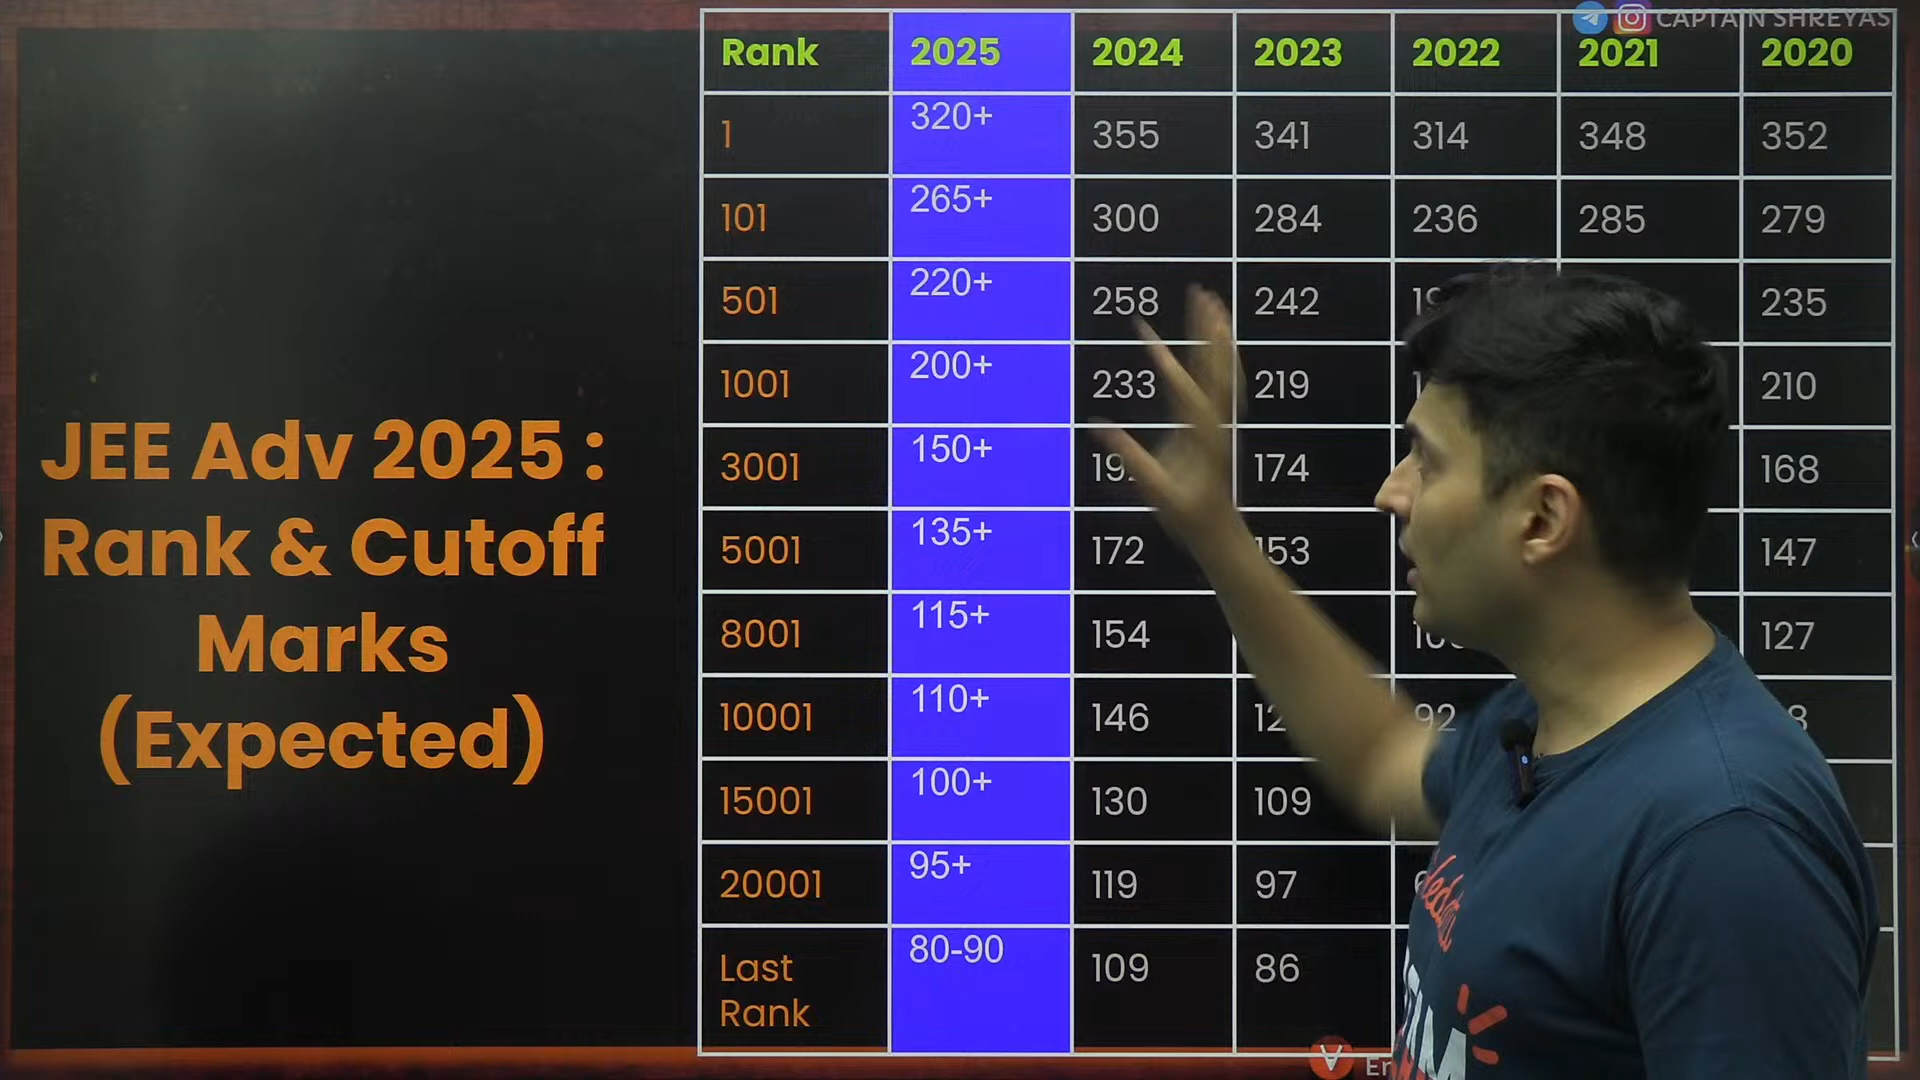 CAPTAIN SHREYAS
Rank 2025 2024 2023 2022 2021 2020
1 320+ 355 341 314 348 352
101 265+ 300 284 236 285 279
501 220+ 258 242 235
1001 200+ 233 219 210
3001 150+ 174 168
5001 135+ 172 153 147
8001 115+ 154 127
10001 110+ 146 92
15001 100+ 130 109
20001 95+ 119 97
Last 80-90 109 86
Rank
JEE Adv 2025 :
Rank & Cutoff
Marks
(Expected)